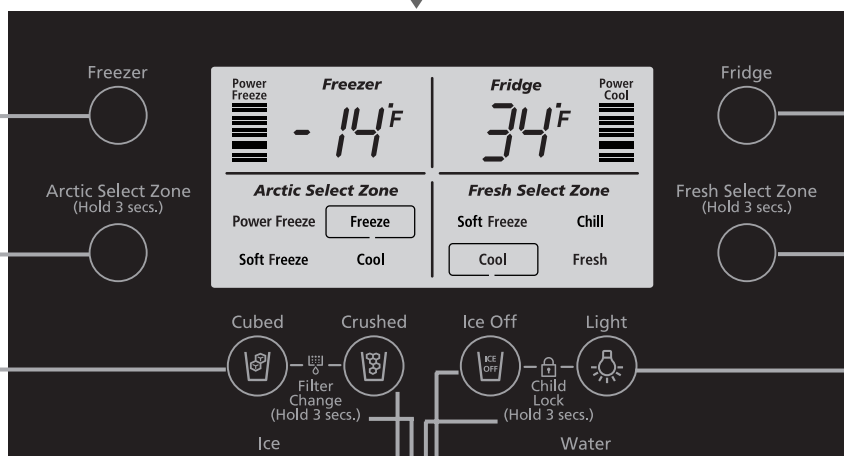 Freezer
Fridge
Power
Freeze
Freezer
- 14°F
Fridge
34°F
Power
Cool
Arctic Select Zone
(Hold 3 secs.)
Fresh Select Zone
(Hold 3 secs.)
Arctic Select Zone
Power Freeze Freeze
Soft Freeze Cool
Fresh Select Zone
Soft Freeze Chill
Cool Fresh
Cubed
Crushed
Ice Off
Light
ICE
OFF
Filter
Change
(Hold 3 secs.)
Child
Lock
(Hold 3 secs.)
Ice
Water